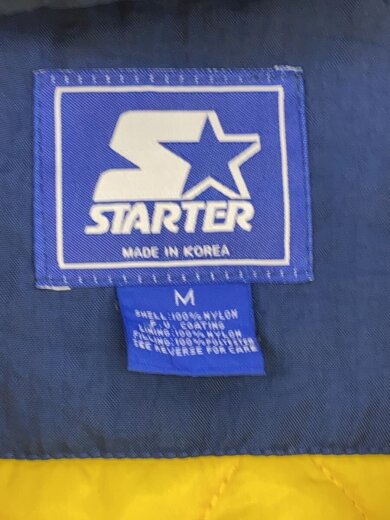 STARTER
MADE IN KOREA
M
SHELL:100% NYLON
P.U. COATING
LINING:100% NYLON
FILLING:100% POLYESTER
SEE REVERSE FOR CARE